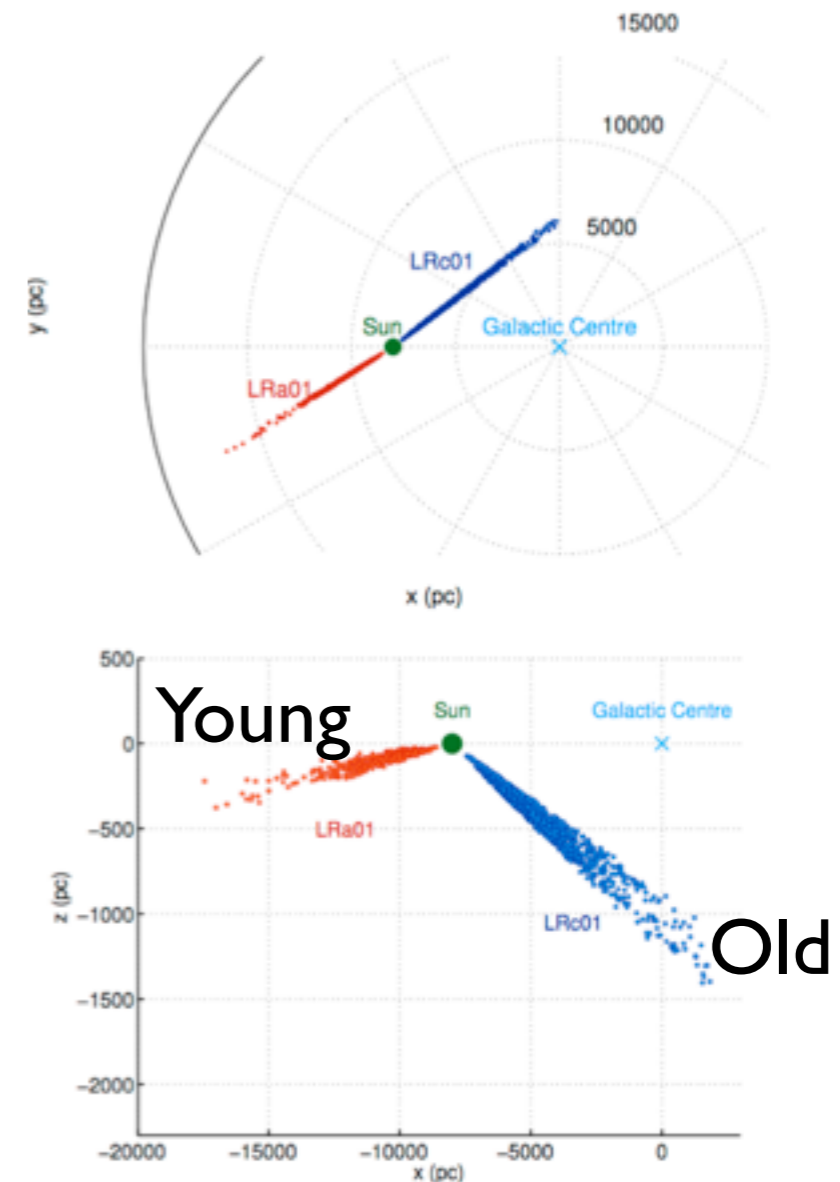 15000
10000
5000
LRc01
y (pc)
Sun
Galactic Centre
LRa01
x (pc)
500
Young
Sun
Galactic Centre
0
−500
LRa01
z (pc)
−1000
LRc01
Old
−1500
−2000
−20000
−15000
−10000
−5000
0
x (pc)